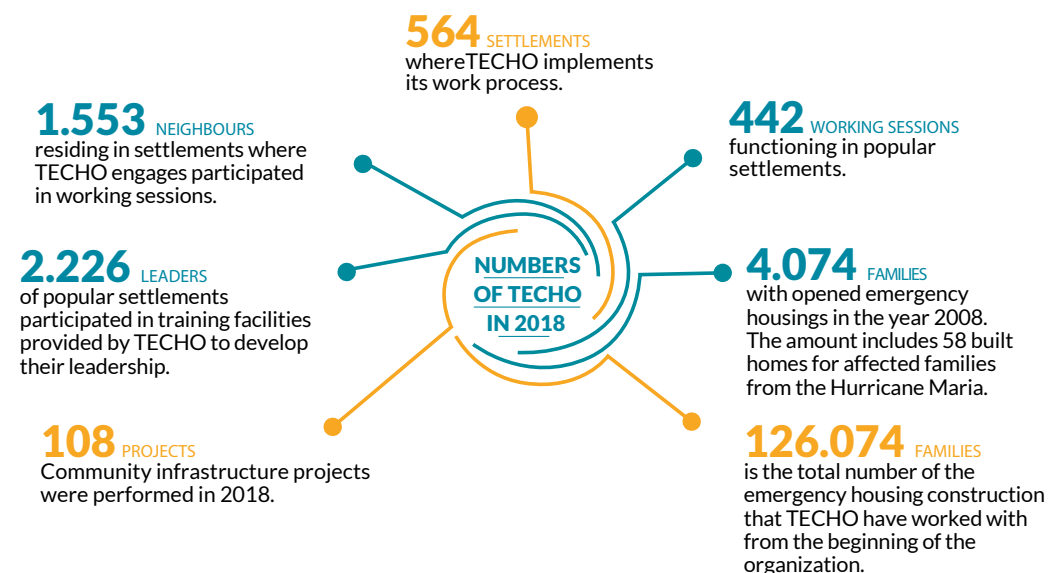 564 SETTLEMENTS
whereTECHO implements
its work process.
1.553 NEIGHBOURS
residing in settlements where
TECHO engages participated
in working sessions.
442 WORKING SESSIONS
functioning in popular
settlements.
2.226 LEADERS
of popular settlements
participated in training facilities
provided by TECHO to develop
their leadership.
NUMBERS
OF TECHO
IN 2018
4.074 FAMILIES
with opened emergency
housings in the year 2008.
The amount includes 58 built
homes for affected families
from the Hurricane Maria.
108 PROJECTS
Community infrastructure projects
were performed in 2018.
126.074 FAMILIES
is the total number of the
emergency housing construction
that TECHO have worked with
from the beginning of the
organization.